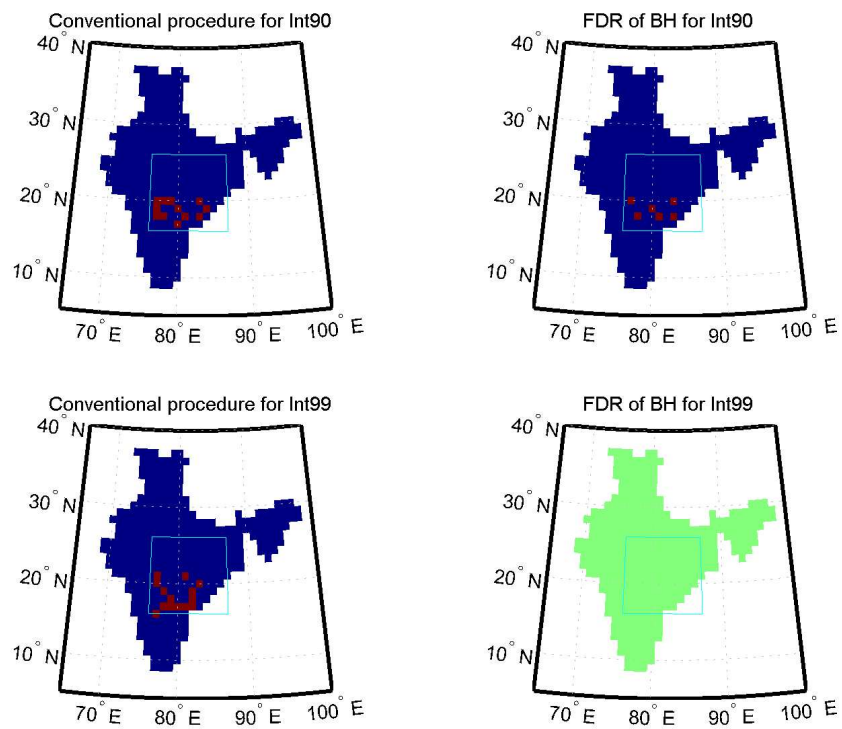 Conventional procedure for Int90
FDR of BH for Int90
40° N
30° N
20° N
10° N
70° E
80° E
90° E
100° E
40° N
30° N
20° N
10° N
70° E
80° E
90° E
100° E
Conventional procedure for Int99
FDR of BH for Int99
40° N
30° N
20° N
10° N
70° E
80° E
90° E
100° E
40° N
30° N
20° N
10° N
70° E
80° E
90° E
100° E